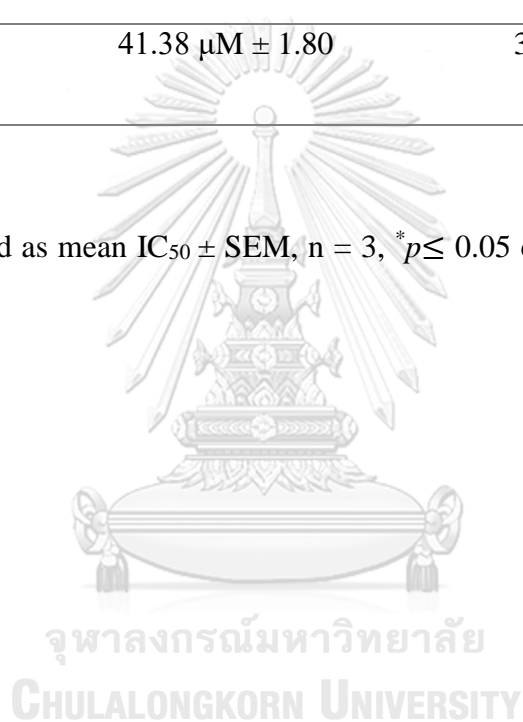 41.38 μM ± 1.80 3
d as mean IC₅₀ ± SEM, n = 3, *p≤ 0.05
จุฬาลงกรณ์มหาวิทยาลัย
CHULALONGKORN UNIVERSITY